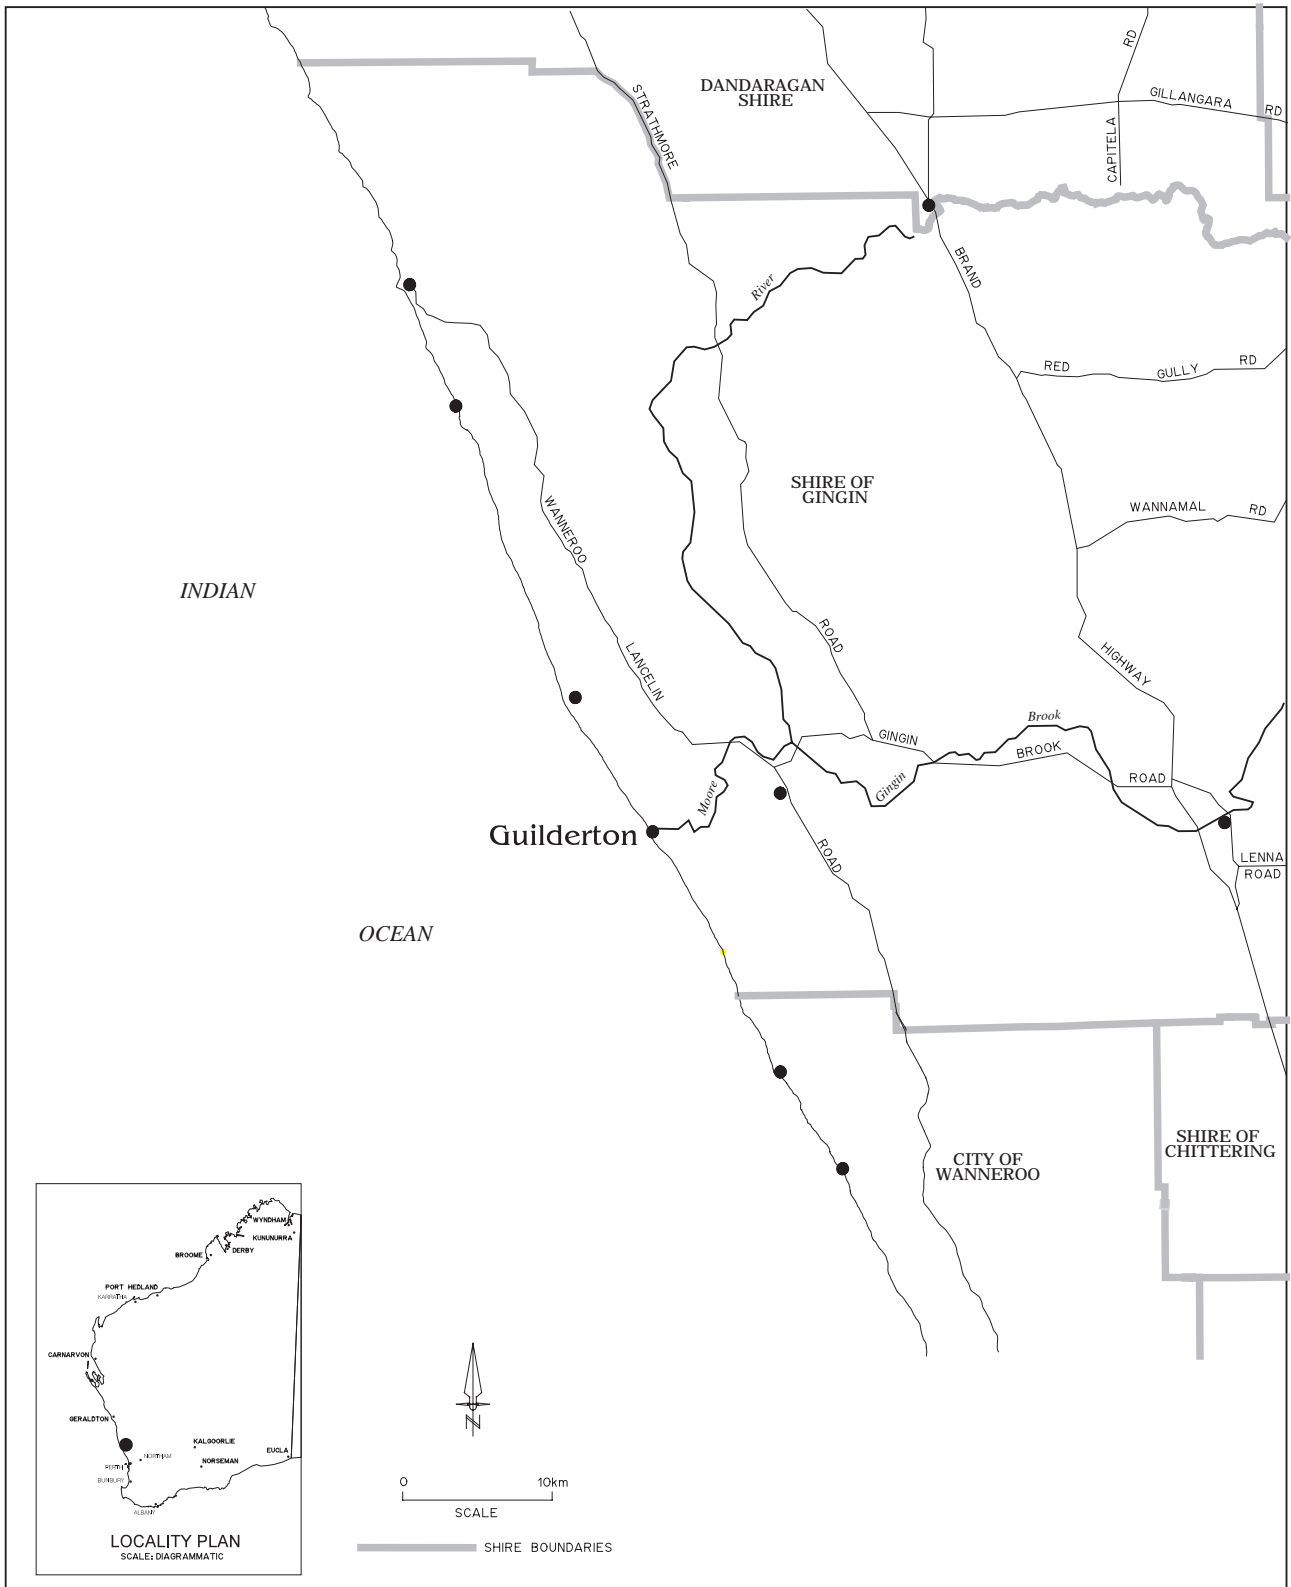 RD
DANDARAGAN
SHIRE
GILLANGARA
RD
STRATHMORE
CAPITELA
BRAND
River
RED
GULLY
RD
SHIRE OF
GINGIN
WANNEROO
WANNAMAL
RD
INDIAN
ROAD
LANCELIN
HIGHWAY
Brook
GINGIN
BROOK
ROAD
Moore
Gingin
Guilderton
ROAD
LENNA
ROAD
OCEAN
SHIRE OF
CHITTERING
CITY OF
WANNEROO
WYNDHAM
KUNUNURRA
DERBY
BROOME
PORT HEDLAND
KARRATHA
CARNARVON
GERALDTON
KALGOORLIE
EUCLA
NORTHAM
NORSEMAN
PERTH
BUNBURY
ALBANY
LOCALITY PLAN
SCALE: DIAGRAMMATIC
N
0 10km
SCALE
SHIRE BOUNDARIES